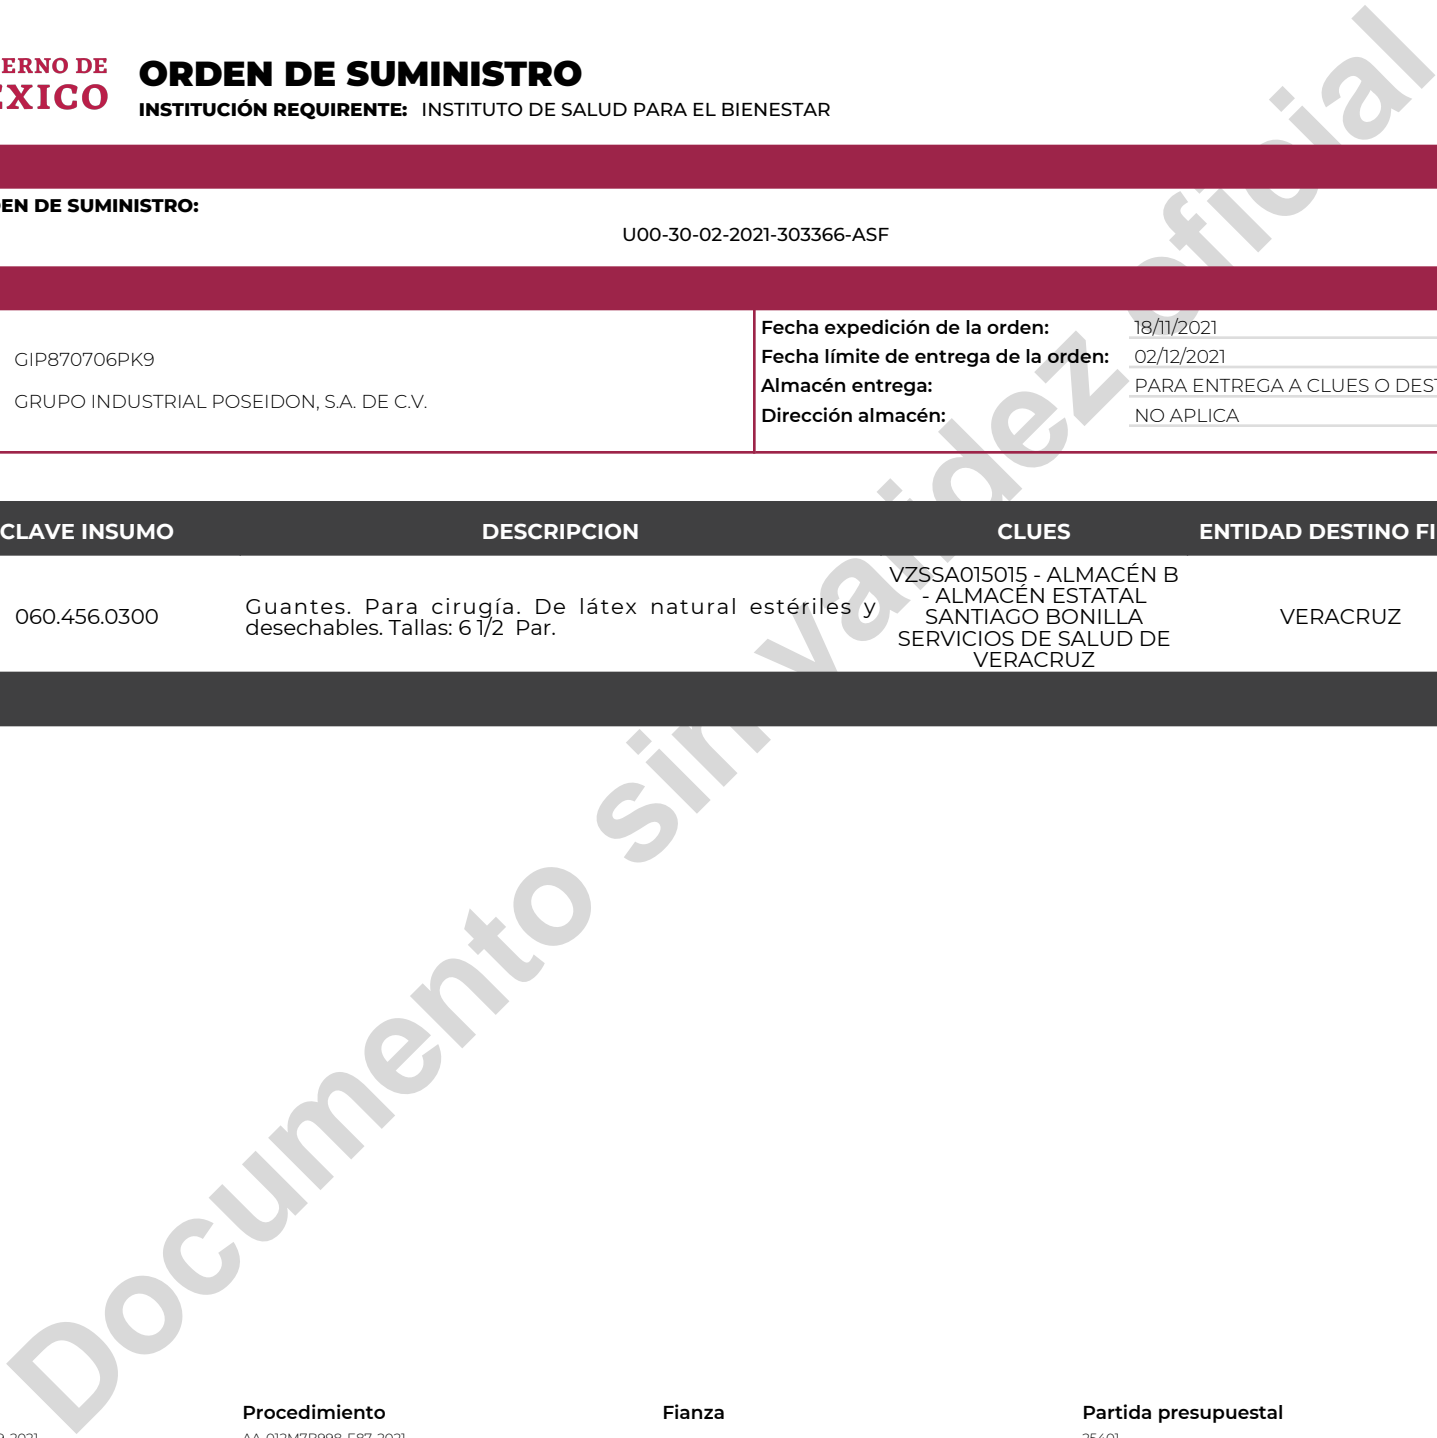 ERNO DE
ORDEN DE SUMINISTRO
EXICO
INSTITUCIÓN REQUIRENTE: INSTITUTO DE SALUD PARA EL BIENESTAR
EN DE SUMINISTRO:
U00-30-02-2021-303366-ASF
Fecha expedición de la orden: 18/11/2021
GIP870706PK9
Fecha límite de entrega de la orden: 02/12/2021
Almacén entrega: PARA ENTREGA A CLUES O DEST
GRUPO INDUSTRIAL POSEIDON, S.A. DE C.V.
Dirección almacén: NO APLICA
CLAVE INSUMO DESCRIPCION CLUES ENTIDAD DESTINO FI
060.456.0300
Guantes. Para cirugía. De látex natural estériles y
desechables. Tallas: 6 1/2 Par.
VZSSA015015 - ALMACÉN B
- ALMACÉN ESTATAL
SANTIAGO BONILLA
SERVICIOS DE SALUD DE
VERACRUZ
VERACRUZ
Documento sin validez oficial
Procedimiento Fianza Partida presupuestal